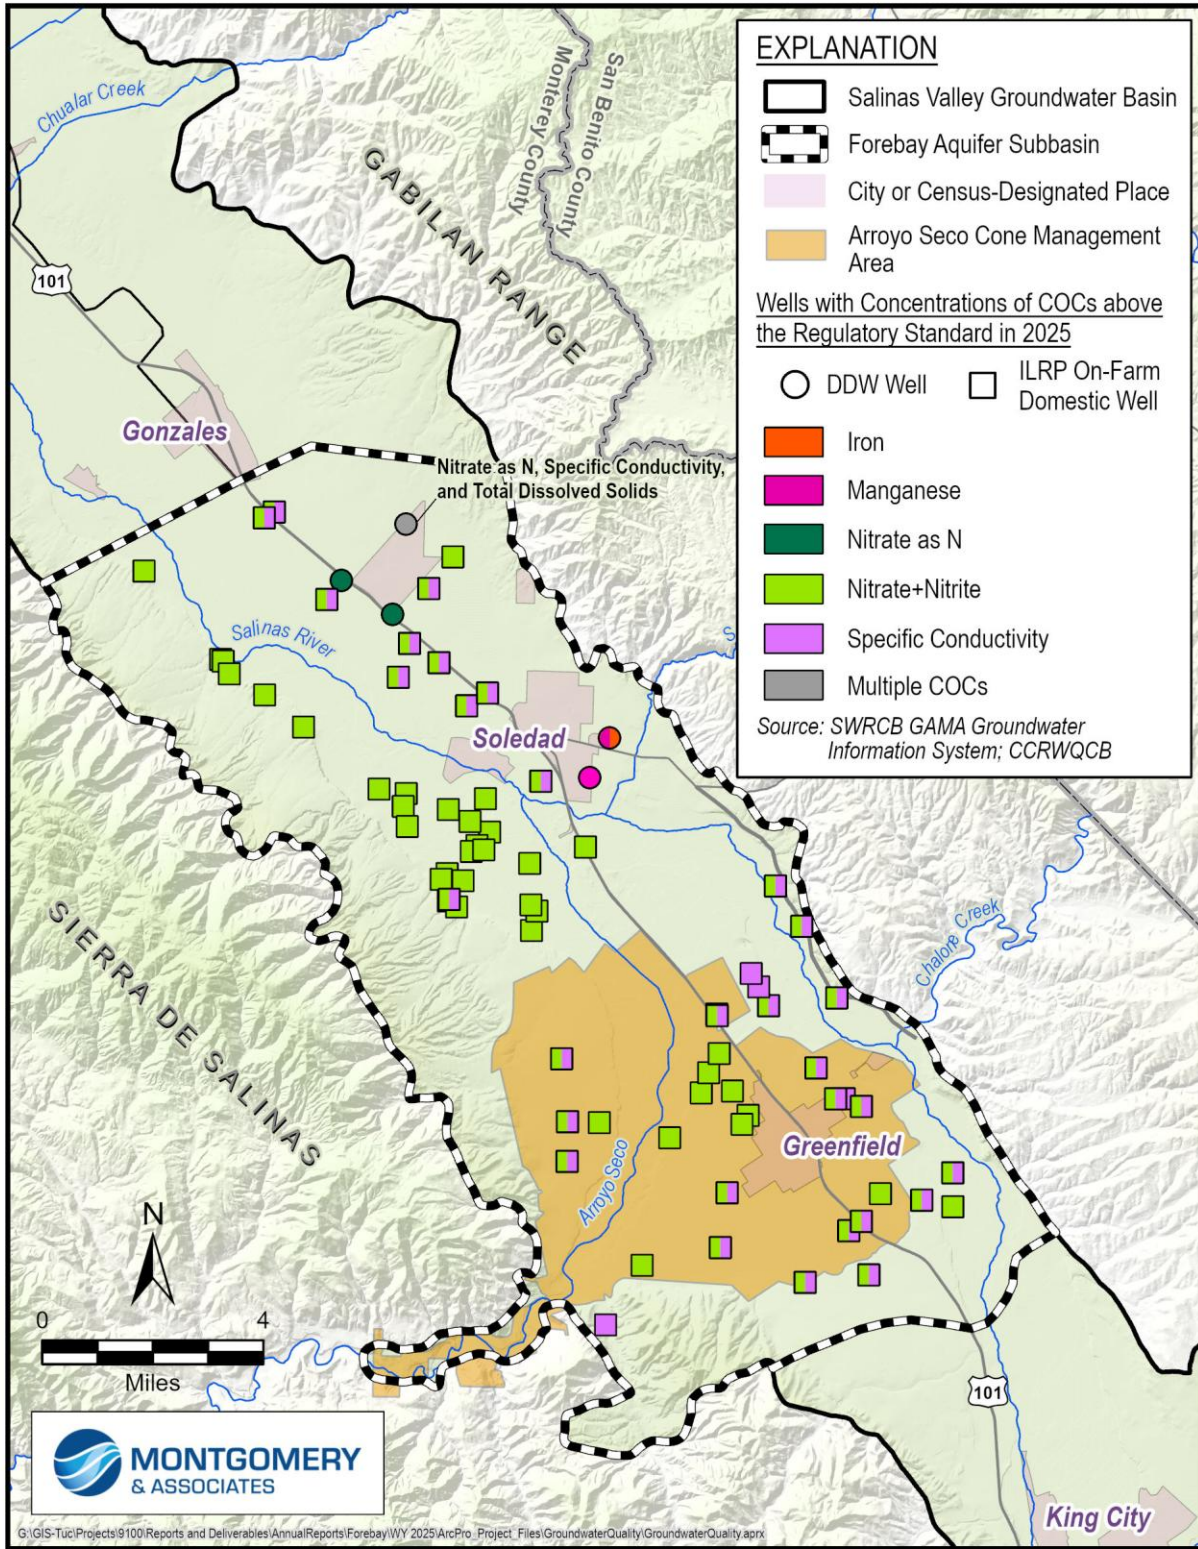 EXPLANATION
Salinas Valley Groundwater Basin
Forebay Aquifer Subbasin
City or Census-Designated Place
Arroyo Seco Cone Management
Area
Wells with Concentrations of COCs above
the Regulatory Standard in 2025
DDW Well
ILRP On-Farm
Domestic Well
Iron
Manganese
Nitrate as N
Nitrate+Nitrite
Specific Conductivity
Multiple COCs
Source: SWRCB GAMA Groundwater
Information System; CCRWQCB
Chualar Creek
San Benito County
Monterey County
GABILAN RANGE
101
Gonzales
Nitrate as N, Specific Conductivity,
and Total Dissolved Solids
Salinas River
S
Soledad
SIERRA DE SALINAS
Chalone Creek
Greenfield
Arroyo Seco
N
0 4
Miles
101
King City
MONTGOMERY
& ASSOCIATES
G:\GIS-Tuc\Projects\9100\Reports and Deliverables\AnnualReports\Forebay\WY 2025\ArcPro_Project_Files\GroundwaterQuality\GroundwaterQuality.aprx